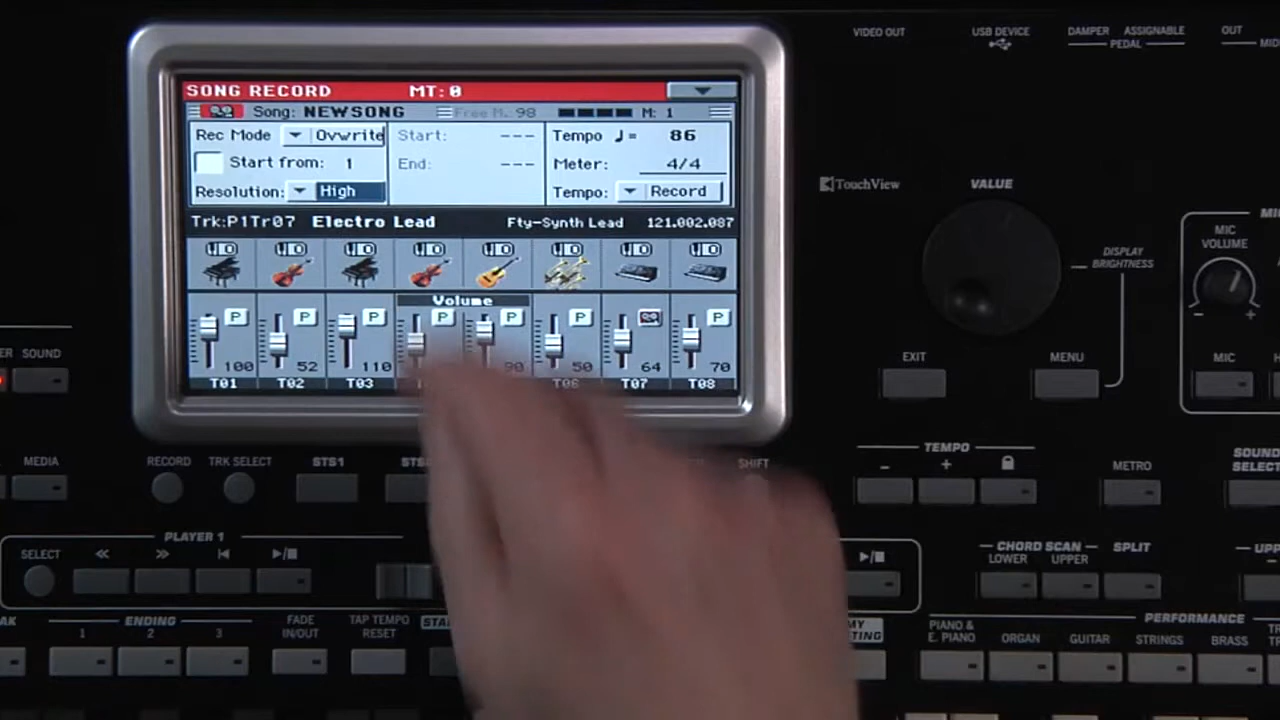 VIDEO OUT
USB DEVICE
DAMPER
ASSIGNABLE
PEDAL
OUT
SONG RECORD MT: 0
Song: NEWSONG
98
M: 1
Rec Mode Ovwrite
Start: ---
Tempo ♩= 86
Start from: 1
End: ---
Meter: 4/4
Resolution: High
Tempo: Record
Trk:P1Tr07 Electro Lead Fty-Synth Lead 121.002.087
Volume
P P P P P P P
100 52 110 90 50 64 70
T01 T02 T03 T06 T07 T08
TouchView
VALUE
DISPLAY
BRIGHTNESS
MIC
VOLUME
- +
EXIT
MENU
MIC
SOUND
MEDIA
RECORD
TRK SELECT
STS1
SHIFT
TEMPO
- +
METRO
SOUND
SELECT
PLAYER 1
SELECT << >> |◄ ►/■
►/■
CHORD SCAN
LOWER
UPPER
SPLIT
ENDING
1 2 3
FADE
IN/OUT
TAP TEMPO
RESET
PERFORMANCE
PIANO &
E. PIANO
ORGAN
GUITAR
STRINGS
BRASS